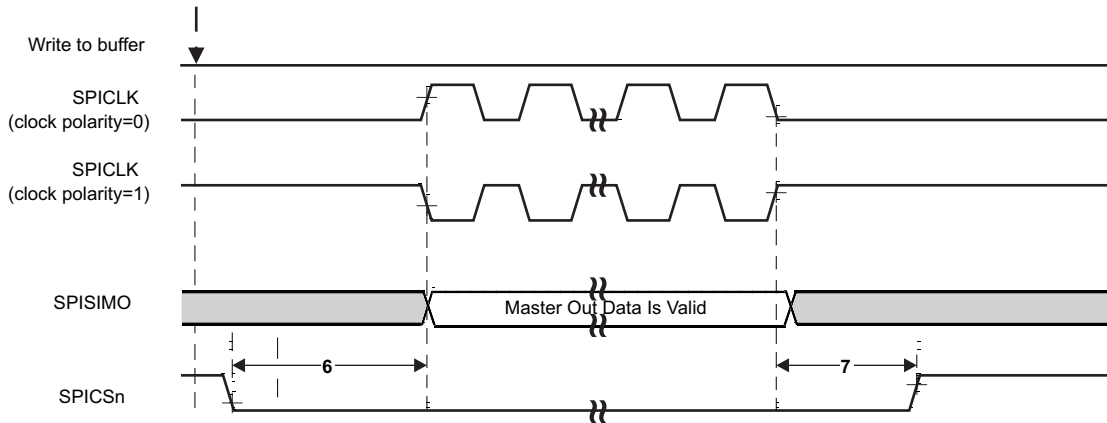 Write to buffer
SPICLK
(clock polarity=0)
SPICLK
(clock polarity=1)
SPISIMO
Master Out Data Is Valid
6
7
SPICSn